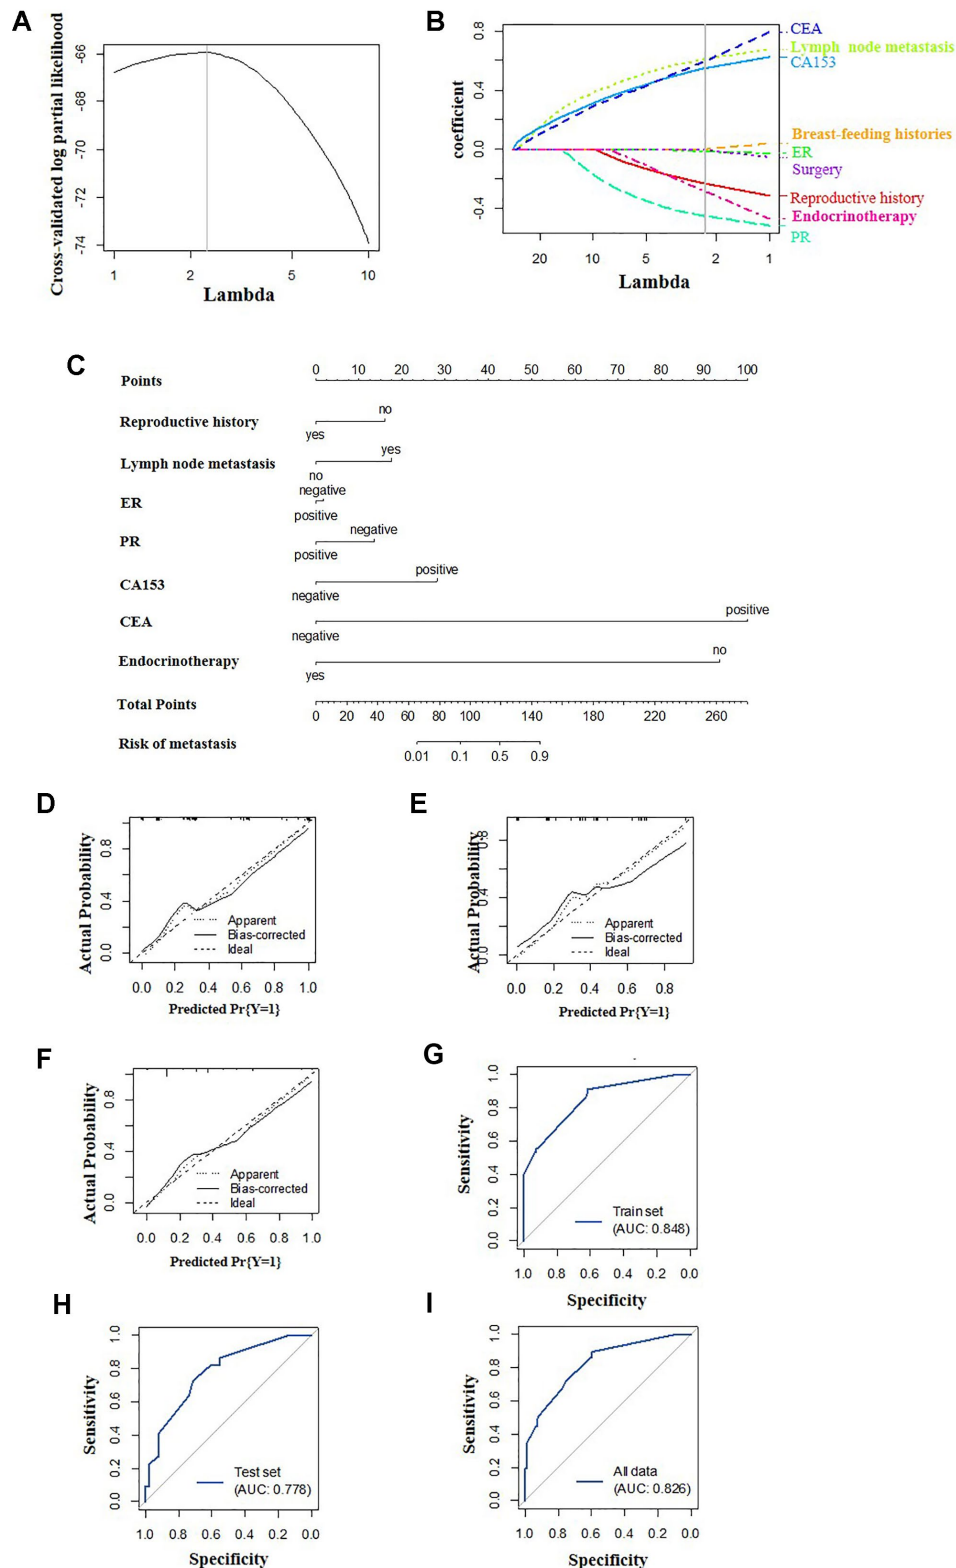 A
Cross-validated log partial likelihood
-66
-68
-70
-72
-74
1 2 5 10
Lambda
B
coefficient
0.8
0.4
0.0
-0.4
20 10 5 2 1
Lambda
CEA
Lymph node metastasis
CA153
Breast-feeding histories
ER
Surgery
Reproductive history
Endocrinotherapy
PR
C
Points
0 10 20 30 40 50 60 70 80 90 100
Reproductive history
no
yes
Lymph node metastasis
yes
no
ER
negative
positive
PR
negative
positive
CA153
positive
negative
CEA
positive
negative
Endocrinotherapy
no
yes
Total Points
0 20 40 60 80 100 140 180 220 260
Risk of metastasis
0.01 0.1 0.5 0.9
D
Actual Probability
0.8
0.4
0.0
Apparent
Bias-corrected
Ideal
0.0 0.2 0.4 0.6 0.8 1.0
Predicted Pr{Y=1}
E
Actual Probability
0.8
0.4
0.0
Apparent
Bias-corrected
Ideal
0.0 0.2 0.4 0.6 0.8
Predicted Pr{Y=1}
F
Actual Probability
0.8
0.4
0.0
Apparent
Bias-corrected
Ideal
0.0 0.2 0.4 0.6 0.8 1.0
Predicted Pr{Y=1}
G
Sensitivity
1.0
0.8
0.6
0.4
0.2
0.0
Train set
(AUC: 0.848)
1.0 0.8 0.6 0.4 0.2 0.0
Specificity
H
Sensitivity
1.0
0.8
0.6
0.4
0.2
0.0
Test set
(AUC: 0.778)
1.0 0.8 0.6 0.4 0.2 0.0
Specificity
I
Sensitivity
1.0
0.8
0.6
0.4
0.2
0.0
All data
(AUC: 0.826)
1.0 0.8 0.6 0.4 0.2 0.0
Specificity